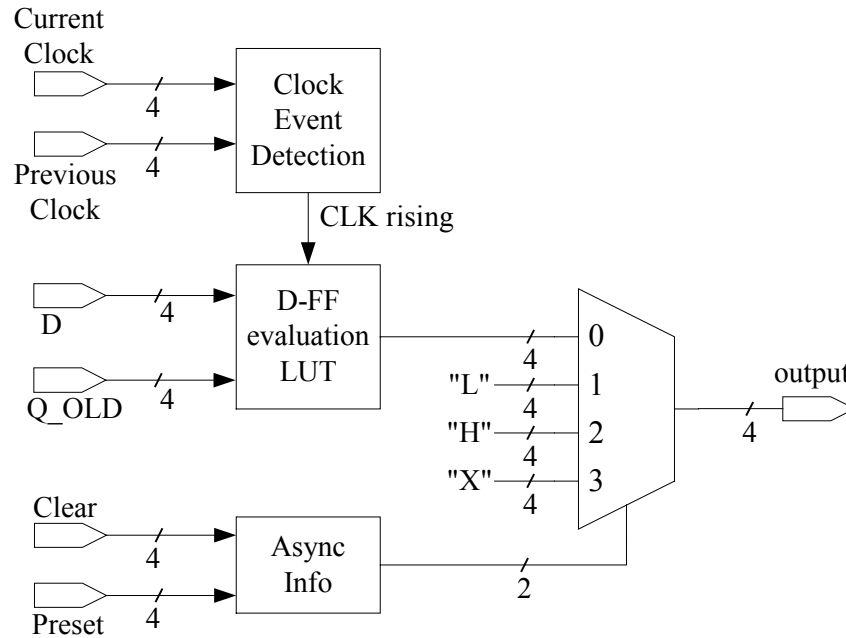 Current
Clock
4
Clock
Event
Detection
4
Previous
Clock
CLK rising
D
4
D-FF
evaluation
LUT
Q_OLD
4
4
0
"L"
4
1
"H"
4
2
"X"
4
3
output
4
Clear
4
Async
Info
2
Preset
4